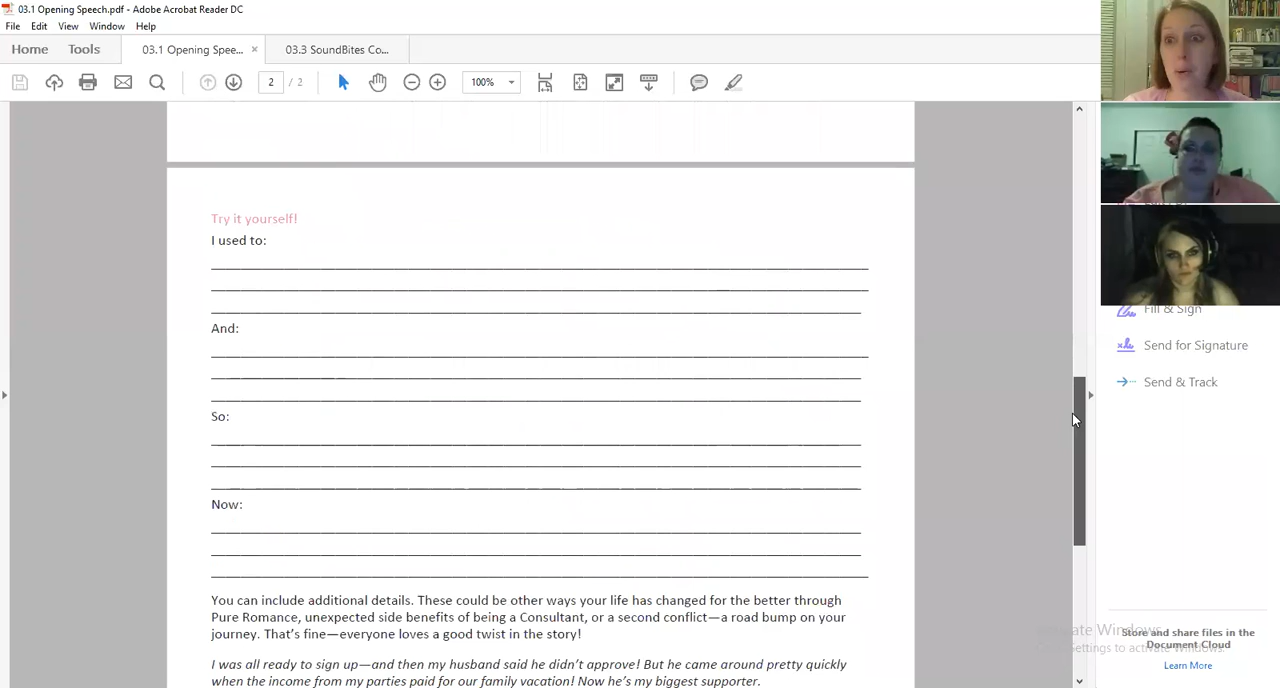 03.1 Opening Speech.pdf - Adobe Acrobat Reader DC
File Edit View Window Help
Home Tools 03.1 Opening Spee... × 03.3 SoundBites Co...
2 / 2 100%
Try it yourself!
I used to:
And:
So:
Now:
You can include additional details. These could be other ways your life has changed for the better through
Pure Romance, unexpected side benefits of being a Consultant, or a second conflict—a road bump on your
journey. That's fine—everyone loves a good twist in the story!
I was all ready to sign up—and then my husband said he didn't approve! But he came around pretty quickly
when the income from my parties paid for our family vacation! Now he's my biggest supporter.
Fill & Sign
Send for Signature
Send & Track
Store and share files in the
Document Cloud
Learn More